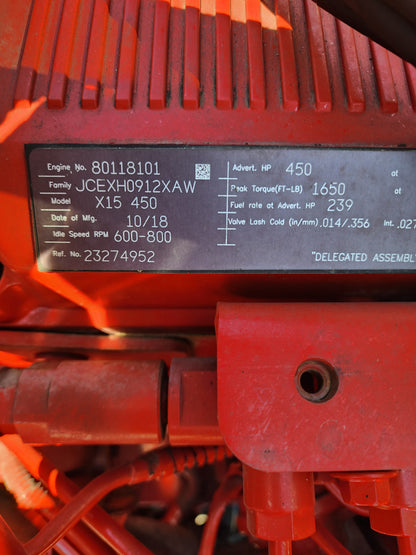 Engine No. 80118101
Family JCEXH0912XAW
Model X15 450
Date of Mfg. 10/18
Idle Speed RPM 600-800
Ref. No. 23274952
Advert. HP 450 at
Peak Torque(FT-LB) 1650 at
Fuel rate at Advert. HP 239
Valve Lash Cold (in/mm) .014/.356 Int. .027
"DELEGATED ASSEMBLY